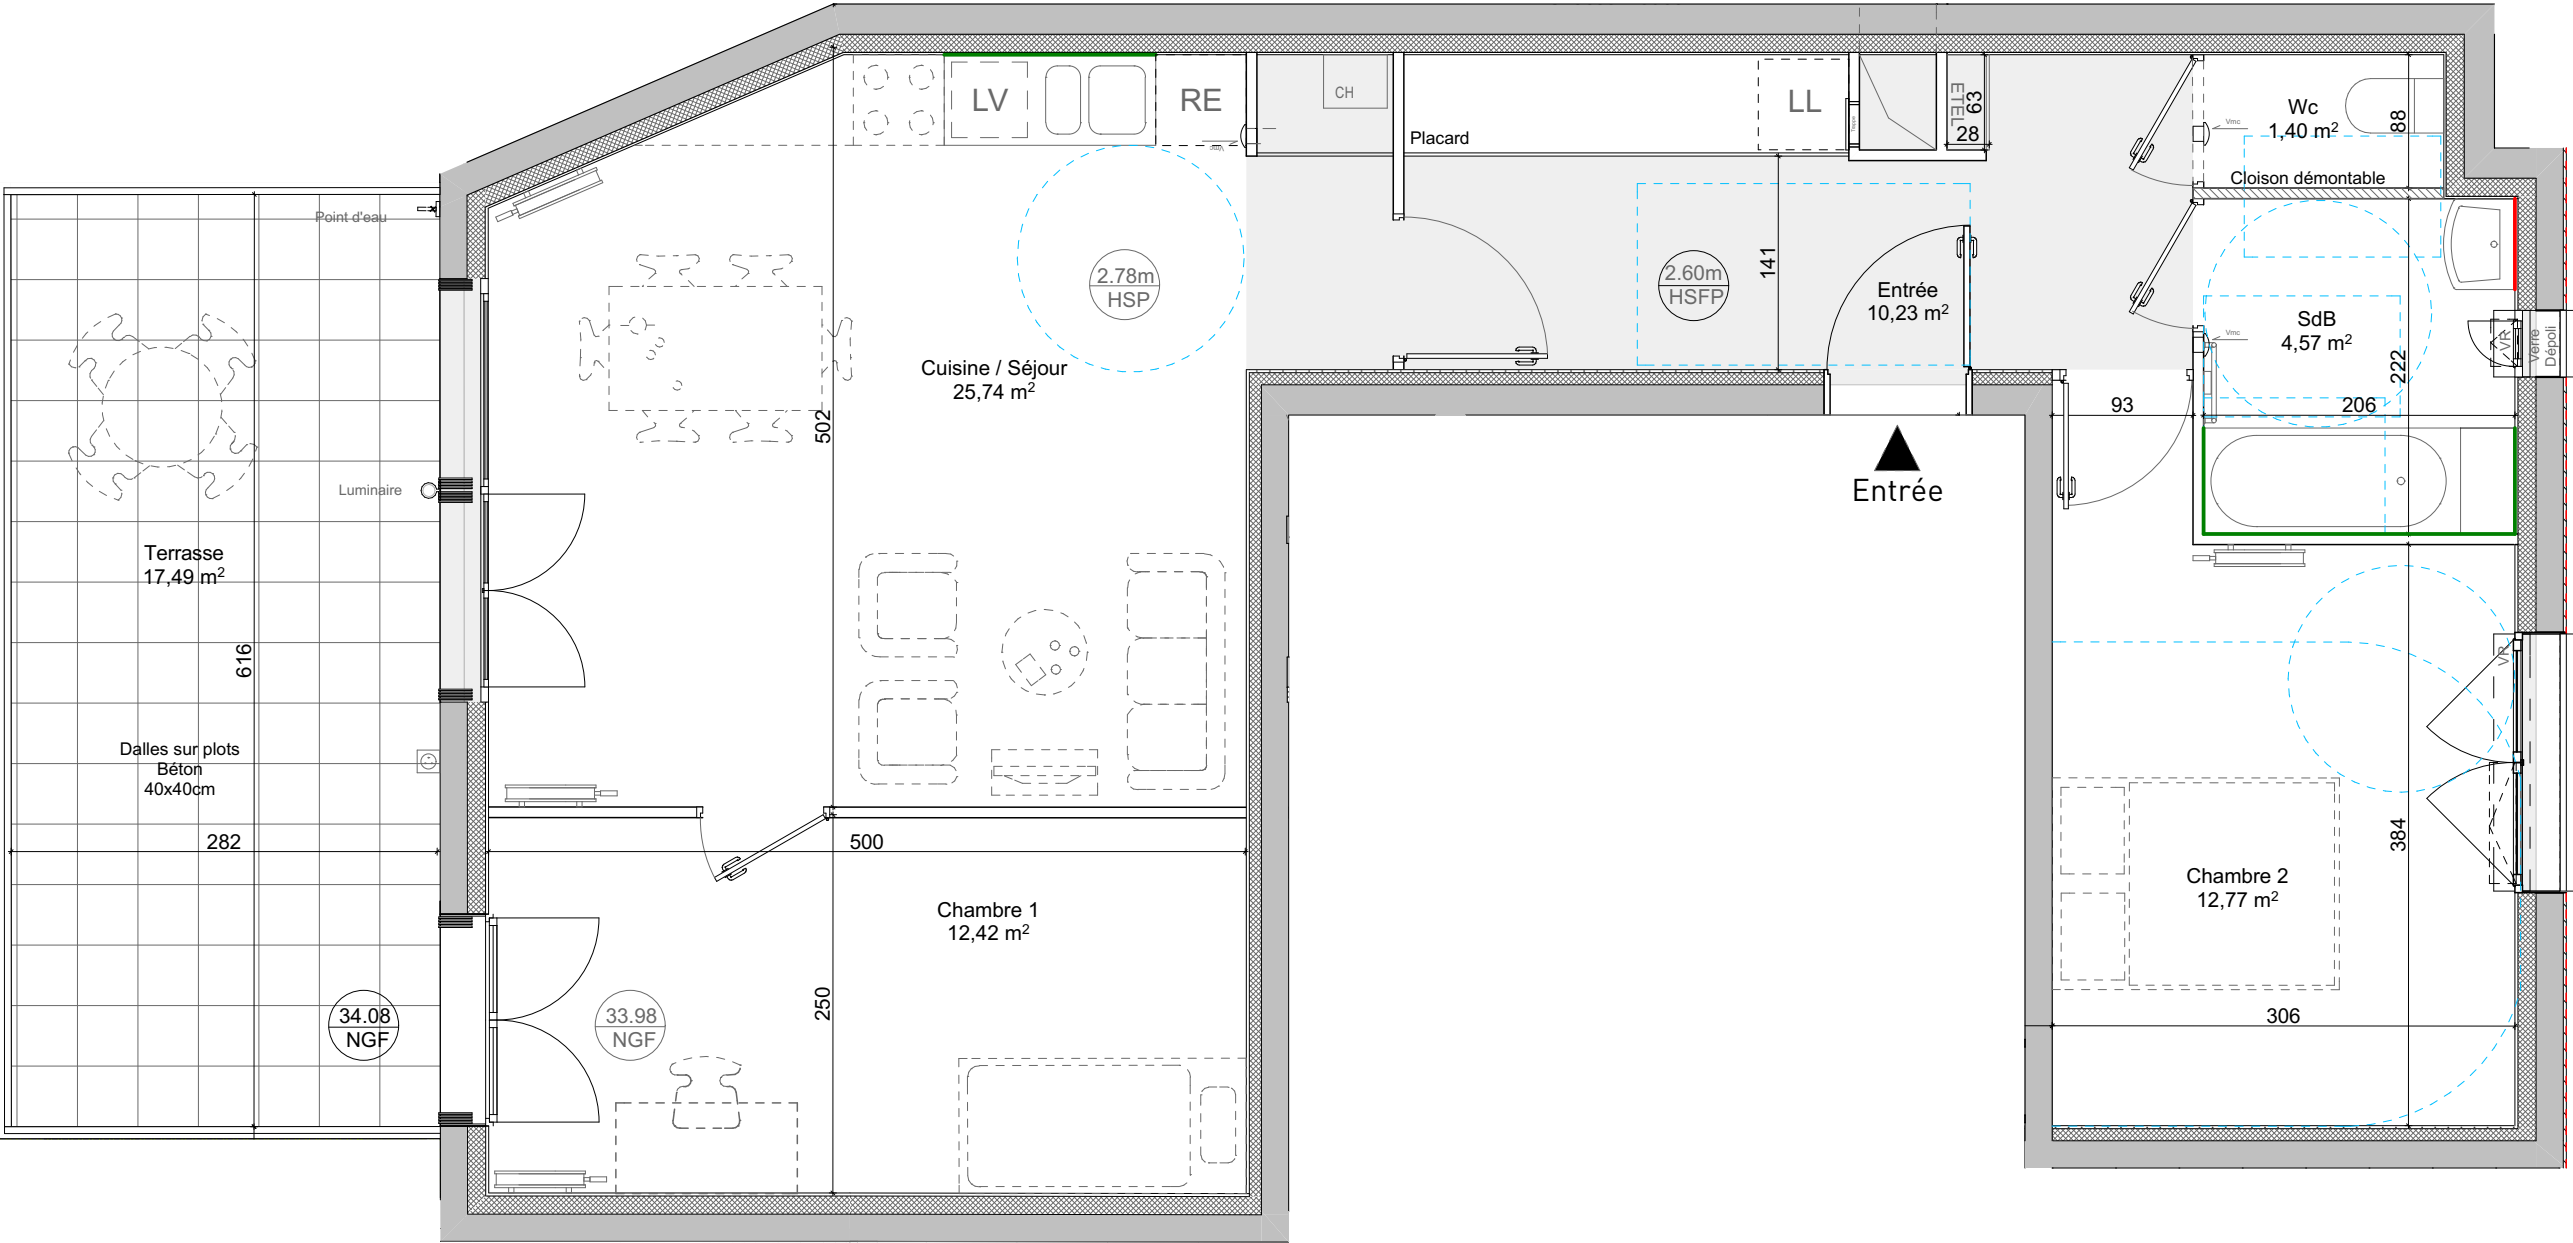 LV
RE
CH
LL
ETEL
63
28
Placard
Trappe
Vmc
Vmc
Vmc
Wc
1,40 m²
88
Cloison démontable
Point d'eau
2.78m
HSP
2.60m
HSFP
141
Entrée
10,23 m²
SdB
4,57 m²
222
VR
Verre
Dépoli
Cuisine / Séjour
25,74 m²
502
93
206
Luminaire
Entrée
Terrasse
17,49 m²
616
VR
Dalles sur plots
Béton
40x40cm
282
500
384
Chambre 1
12,42 m²
Chambre 2
12,77 m²
250
34.08
NGF
33.98
NGF
306